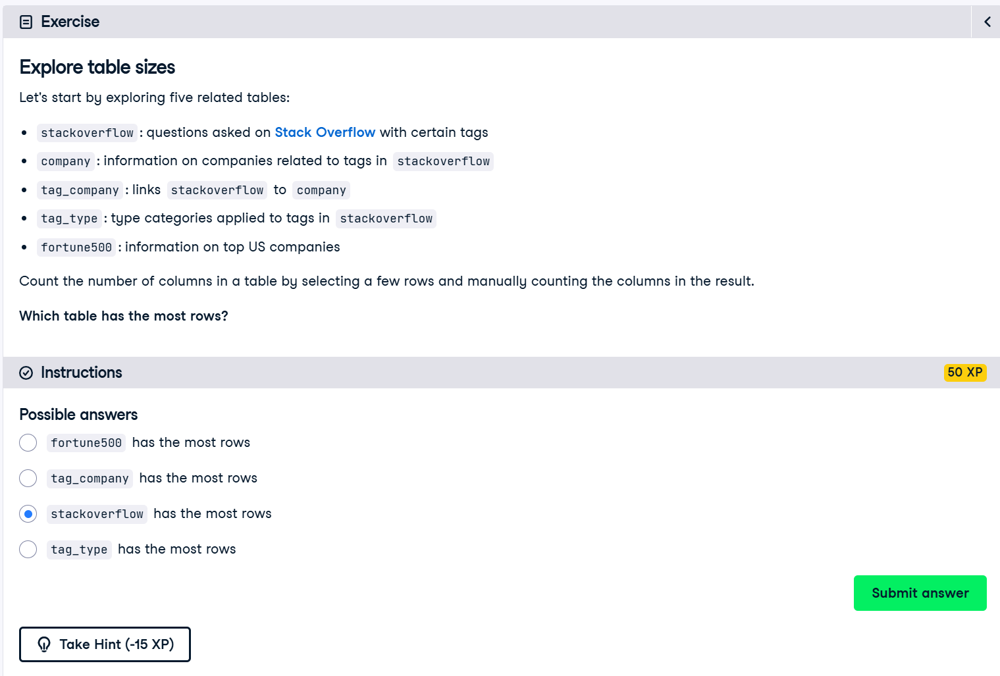 Exercise
Explore table sizes
Let's start by exploring five related tables:
stackoverflow : questions asked on Stack Overflow with certain tags
company : information on companies related to tags in stackoverflow
tag_company : links stackoverflow to company
tag_type : type categories applied to tags in stackoverflow
fortune500 : information on top US companies
Count the number of columns in a table by selecting a few rows and manually counting the columns in the result.
Which table has the most rows?
Instructions
50 XP
Possible answers
fortune500 has the most rows
tag_company has the most rows
stackoverflow has the most rows
tag_type has the most rows
Submit answer
Take Hint (-15 XP)